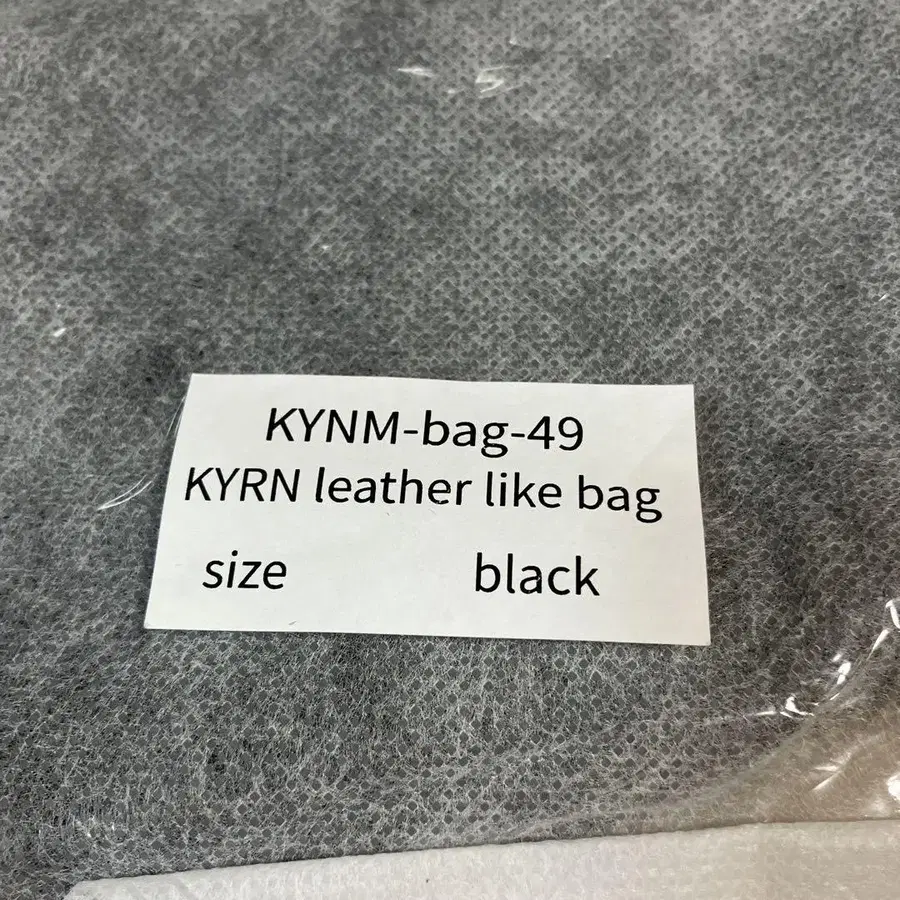 KYNM-bag-49
KYRN leather like bag
size black